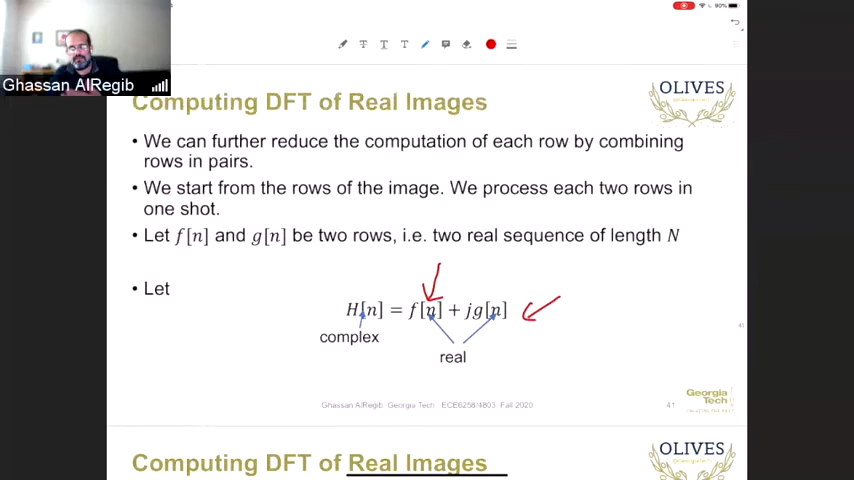 90%
T T T
Ghassan AlRegib
Computing DFT of Real Images
OLIVES
• We can further reduce the computation of each row by combining
rows in pairs.
• We start from the rows of the image. We process each two rows in
one shot.
• Let f[n] and g[n] be two rows, i.e. two real sequence of length N
• Let
H[n] = f[n] + jg[n]
complex
real
41
Ghassan AlRegib Georgia Tech ECE6258/4803 Fall 2020
41
Georgia
Tech
OLIVES
Computing DFT of Real Images